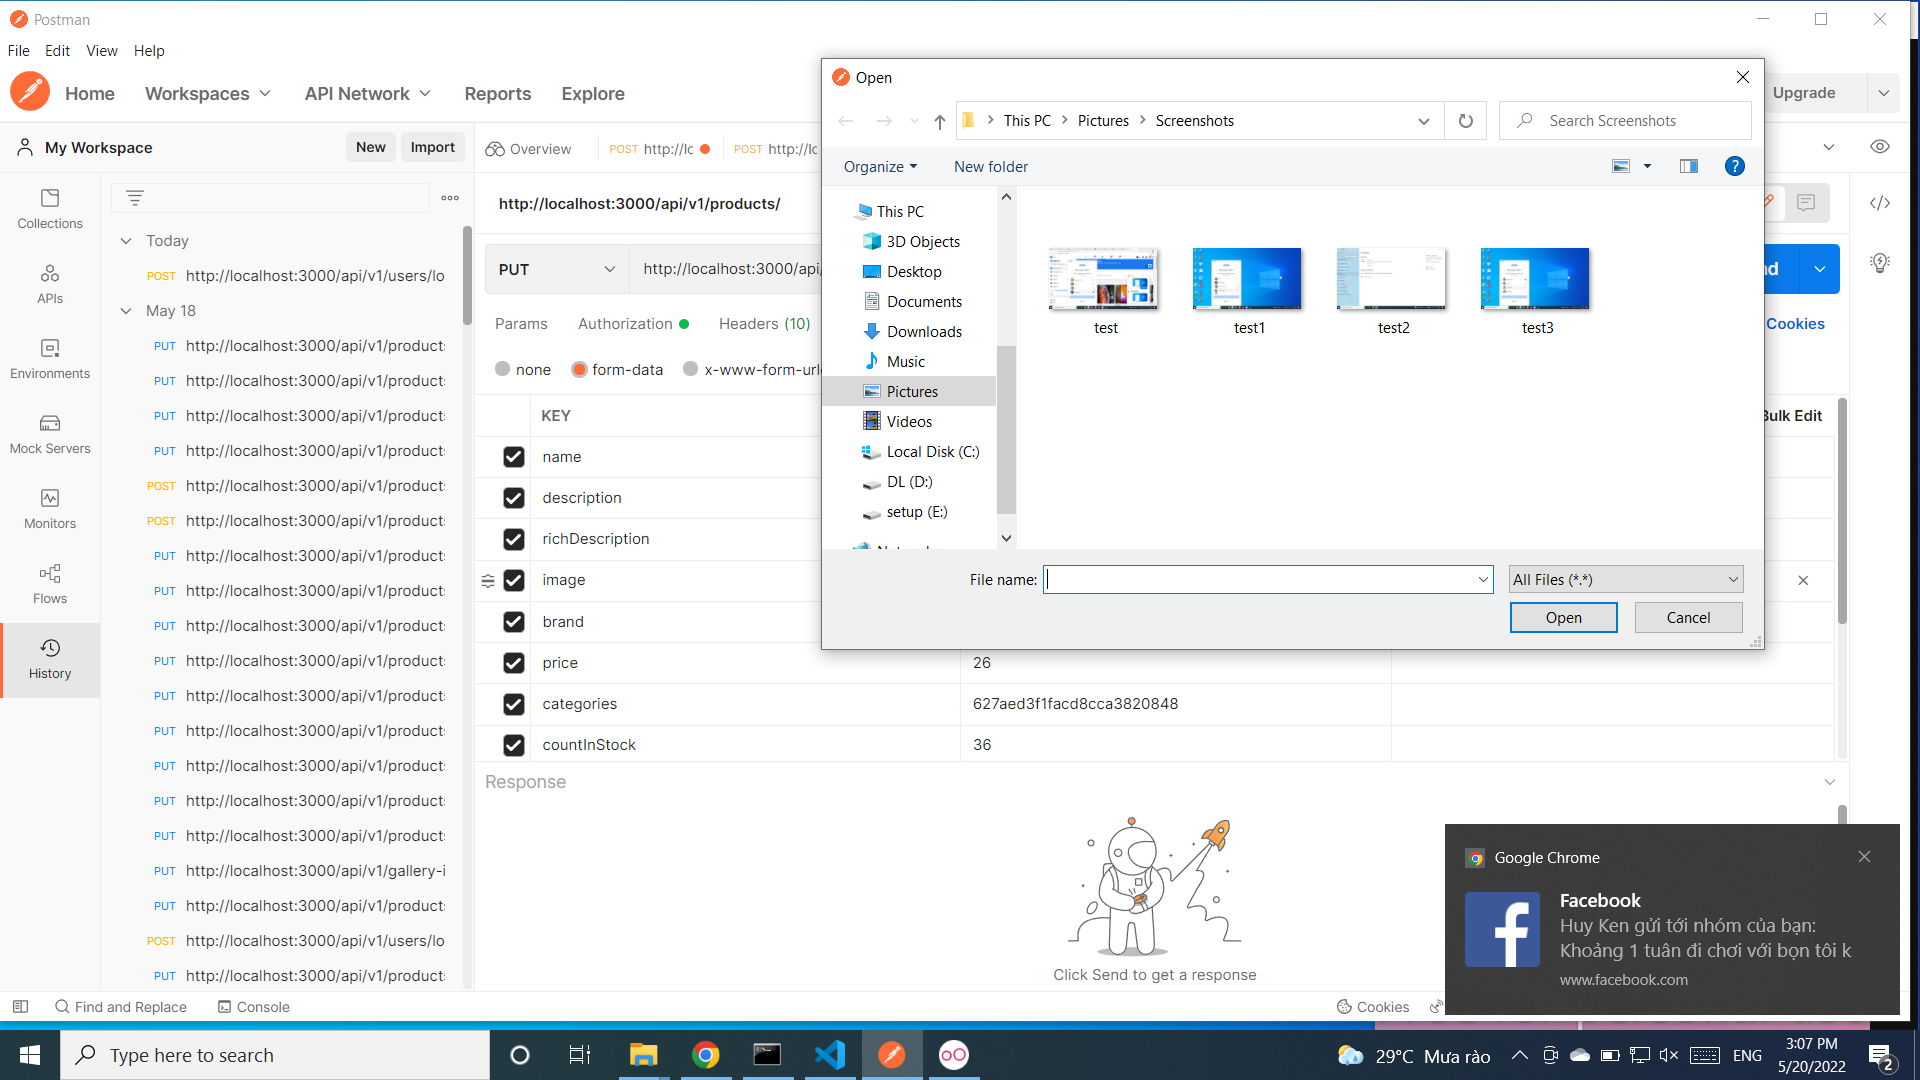 Postman
File Edit View Help
Home Workspaces API Network Reports Explore
Upgrade
My Workspace
New
Import
Overview
POST http://lc
POST http://lc
Collections
APIs
Environments
Mock Servers
Monitors
Flows
History
Today
POST http://localhost:3000/api/v1/users/lo
May 18
PUT http://localhost:3000/api/v1/product
PUT http://localhost:3000/api/v1/product
PUT http://localhost:3000/api/v1/product
PUT http://localhost:3000/api/v1/product
POST http://localhost:3000/api/v1/product
POST http://localhost:3000/api/v1/product
PUT http://localhost:3000/api/v1/product
PUT http://localhost:3000/api/v1/product
PUT http://localhost:3000/api/v1/product
PUT http://localhost:3000/api/v1/product
PUT http://localhost:3000/api/v1/product
PUT http://localhost:3000/api/v1/product
PUT http://localhost:3000/api/v1/product
PUT http://localhost:3000/api/v1/product
PUT http://localhost:3000/api/v1/product
PUT http://localhost:3000/api/v1/gallery-i
PUT http://localhost:3000/api/v1/product
POST http://localhost:3000/api/v1/users/lo
PUT http://localhost:3000/api/v1/product
http://localhost:3000/api/v1/products/
PUT
http://localhost:3000/api/
nd
Params Authorization Headers (10)
Cookies
none form-data x-www-form-url
KEY
Bulk Edit
name
description
richDescription
image
brand
price 26
categories 627aed3f1facd8cca3820848
countInStock 36
Response
Click Send to get a response
Open
This PC
Pictures
Screenshots
Search Screenshots
Organize
New folder
This PC
3D Objects
Desktop
Documents
Downloads
Music
Pictures
Videos
Local Disk (C:)
DL (D:)
setup (E:)
test
test1
test2
test3
File name:
All Files (*.*)
Open
Cancel
Google Chrome
Facebook
Huy Ken gửi tới nhóm của bạn:
Khoảng 1 tuần đi chơi với bọn tôi k
www.facebook.com
Find and Replace
Console
Cookies
Type here to search
29°C Mưa rào
ENG
3:07 PM
5/20/2022
2